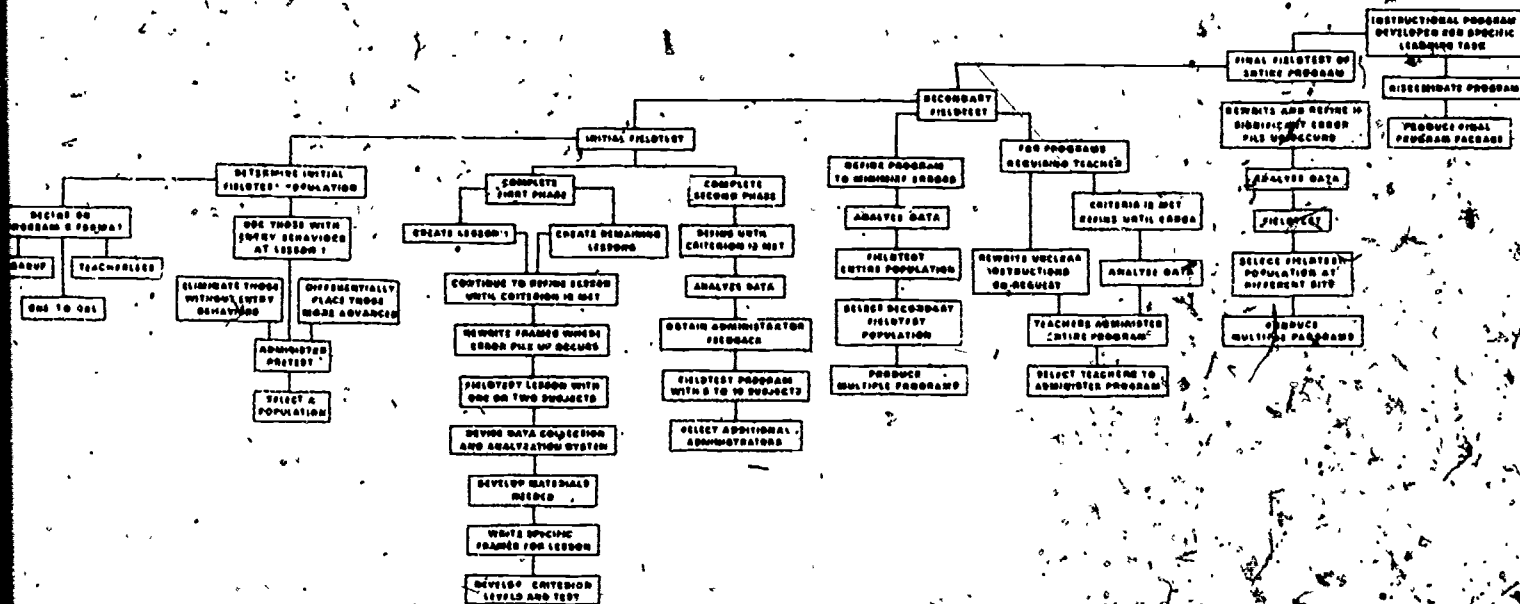 INSTRUCTIONAL PROGRAM
DEVELOPED FOR SPECIFIC
LEARNING TASK
FINAL FIELDTEST OF
ENTIRE PROGRAM
DISSEMINATE PROGRAM
SECONDARY
FIELDTEST
REWRITE AND REFINE IF
SIGNIFICANT ERROR
PILE UP OCCURS
PRODUCE FINAL
PROGRAM PACKAGE
INITIAL FIELDTEST
FOR PROGRAMS
REQUIRING TEACHER
DETERMINE INITIAL
FIELDTEST POPULATION
COMPLETE
FIRST PHASE
COMPLETE
SECOND PHASE
REFINE PROGRAM
TO MINIMIZE ERRORS
ANALYZE DATA
DECIDE ON
PROGRAM FORMAT
USE THOSE WITH
ENTRY BEHAVIORS
AT LESSON 1
CREATE LESSON 1
CREATE REMAINING
LESSONS
REFINE UNTIL
CRITERION IS MET
ANALYZE DATA
CRITERIA IS MET
REFINE UNTIL ERROR
FIELDTEST
GROUP
TEACHERLESS
ONE TO ONE
ELIMINATE THOSE
WITHOUT ENTRY
BEHAVIORS
DIFFERENTIALLY
PLACE THOSE
MORE ADVANCED
CONTINUE TO REFINE LESSON
UNTIL CRITERION IS MET
ANALYZE DATA
FIELDTEST
ENTIRE POPULATION
REWRITE UNCLEAR
INSTRUCTIONS
ON REQUEST
ANALYZE DATA
SELECT FIELDTEST
POPULATION AT
DIFFERENT SITE
ADMINISTER
PRETEST
REWRITE FRAMES WHERE
ERROR PILE UP OCCURS
OBTAIN ADMINISTRATOR
FEEDBACK
SELECT SECONDARY
FIELDTEST
POPULATION
TEACHERS ADMINISTER
ENTIRE PROGRAM
PRODUCE
MULTIPLE PROGRAMS
SELECT A
POPULATION
FIELDTEST LESSON WITH
ONE OR TWO SUBJECTS
FIELDTEST PROGRAM
WITH 5 TO 10 SUBJECTS
PRODUCE
MULTIPLE PROGRAMS
SELECT TEACHERS TO
ADMINISTER PROGRAM
DEVISE DATA COLLECTION
AND ANALYZATION SYSTEM
SELECT ADDITIONAL
ADMINISTRATORS
DEVELOP MATERIALS
NEEDED
WRITE SPECIFIC
FRAMES FOR LESSON
DEVELOP CRITERION
LEVELS AND TEST